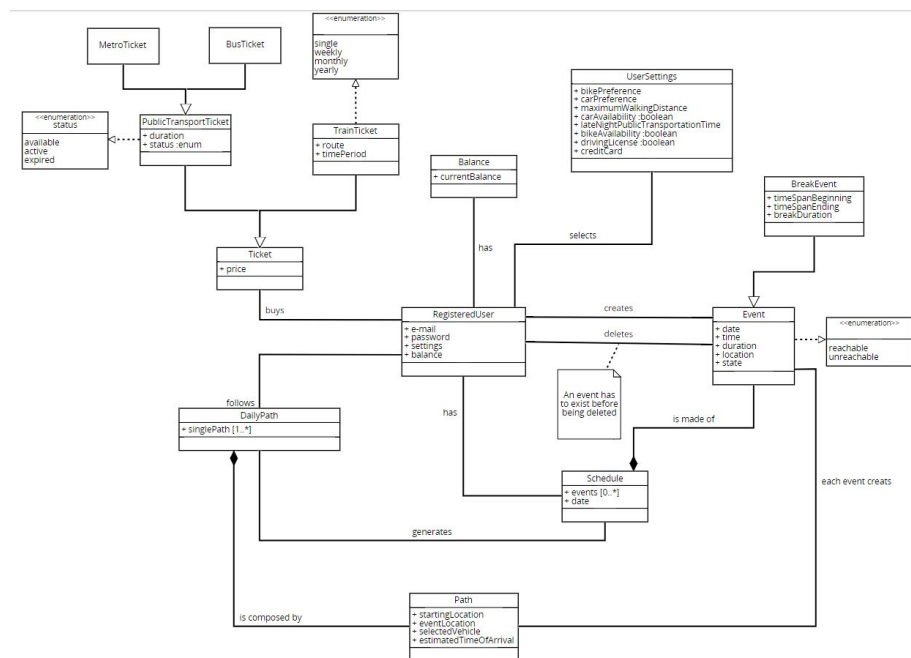 <<enumeration>>
single
weekly
monthly
yearly
MetroTicket
BusTicket
<<enumeration>>
status
available
active
expired
PublicTransportTicket
+ duration
+ status :enum
TrainTicket
+ route
+ timePeriod
Balance
+ currentBalance
UserSettings
+ bikePreference
+ carPreference
+ maximumWalkingDistance
+ carAvailability :boolean
+ lateNightPublicTransportationTime
+ bikeAvailability :boolean
+ drivingLicense :boolean
+ creditCard
BreakEvent
+ timeSpanBeginning
+ timeSpanEnding
+ breakDuration
has
selects
Ticket
+ price
buys
RegisteredUser
+ e-mail
+ password
+ settings
+ balance
creates
deletes
Event
+ date
+ time
+ duration
+ location
+ state
<<enumeration>>
reachable
unreachable
An event has
to exist before
being deleted
follows
has
is made of
DailyPath
+ singlePath [1..*]
Schedule
+ events [0..*]
+ date
each event creats
generates
is composed by
Path
+ startingLocation
+ eventLocation
+ selectedVehicle
+ estimatedTimeOfArrival